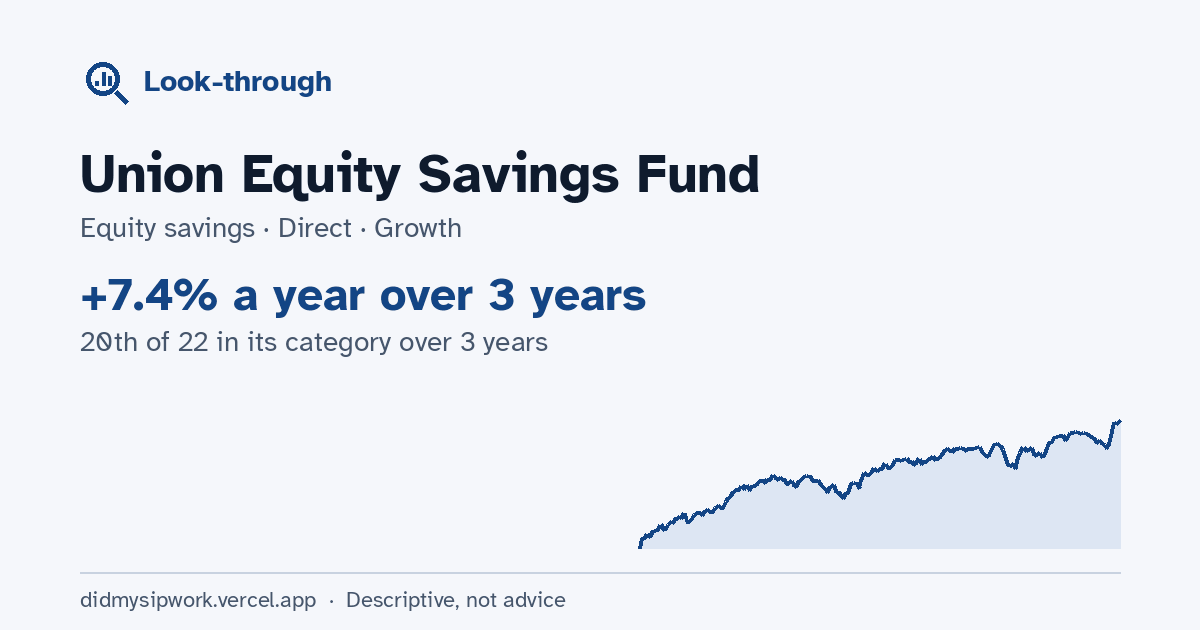 Look-through
Union Equity Savings Fund
Equity savings · Direct · Growth
+7.4% a year over 3 years
20th of 22 in its category over 3 years
didmysipwork.vercel.app · Descriptive, not advice